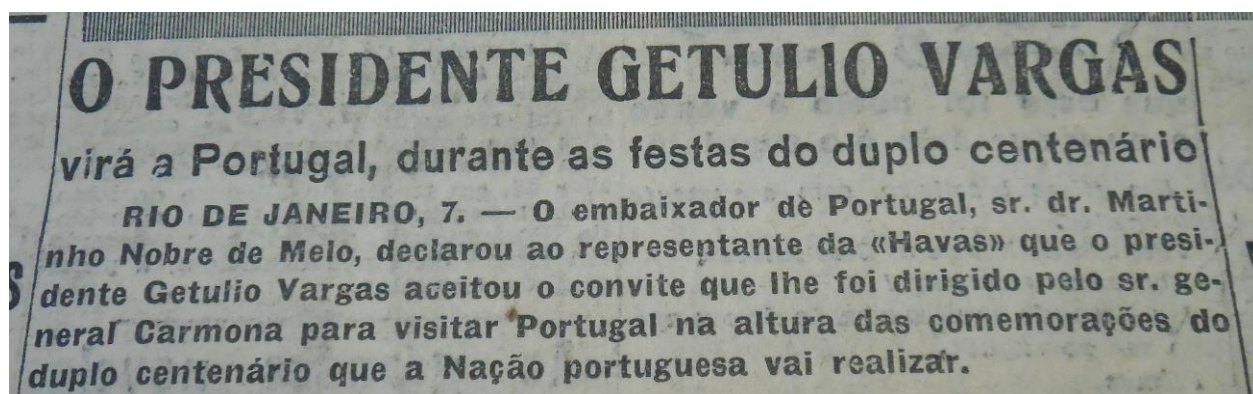 O PRESIDENTE GETULIO VARGAS
virá a Portugal, durante as festas do duplo centenário
RIO DE JANEIRO, 7. — O embaixador de Portugal, sr. dr. Marti-
nho Nobre de Melo, declarou ao representante da «Havas» que o presi-
dente Getulio Vargas aceitou o convite que lhe foi dirigido pelo sr. ge-
neral Carmona para visitar Portugal na altura das comemorações do
duplo centenário que a Nação portuguesa vai realizar.